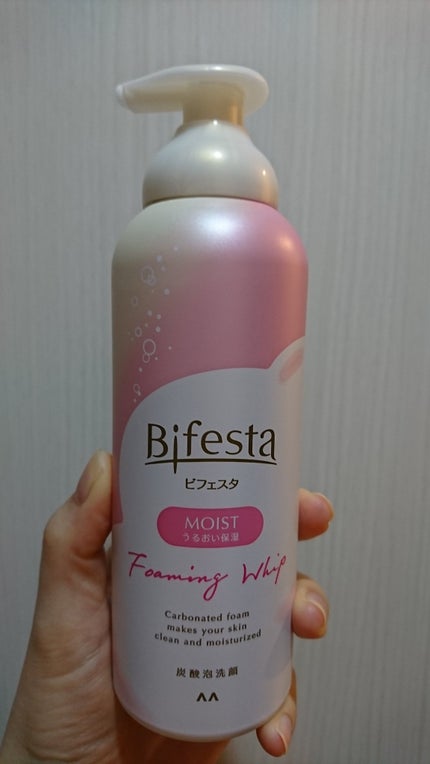 Bifesta
ビフェスタ
MOIST
うるおい保湿
Foaming Whip
Carbonated foam
makes your skin
clean and moisturized
炭酸泡洗顔